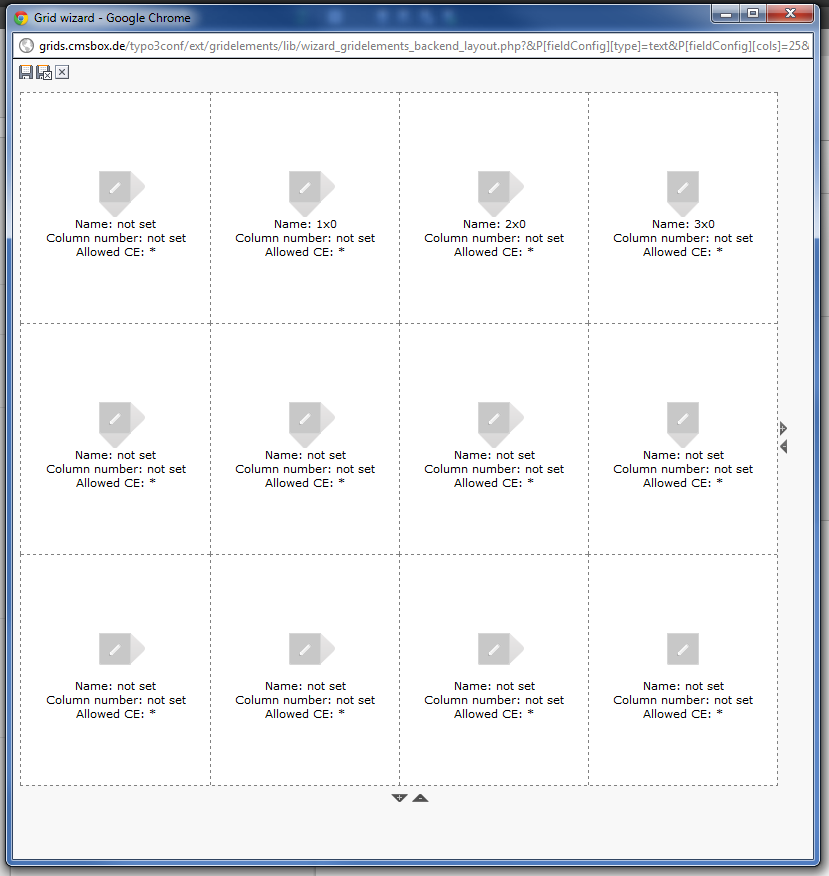 Grid wizard - Google Chrome
grids.cmsbox.de/typo3conf/ext/gridelements/lib/wizard_gridelements_backend_layout.php?&P[fieldConfig][type]=text&P[fieldConfig][cols]=25&
Name: not set Name: 1x0 Name: 2x0 Name: 3x0
Column number: not set Column number: not set Column number: not set Column number: not set
Allowed CE: * Allowed CE: * Allowed CE: * Allowed CE: *
Name: not set Name: not set Name: not set Name: not set
Column number: not set Column number: not set Column number: not set Column number: not set
Allowed CE: * Allowed CE: * Allowed CE: * Allowed CE: *
Name: not set Name: not set Name: not set Name: not set
Column number: not set Column number: not set Column number: not set Column number: not set
Allowed CE: * Allowed CE: * Allowed CE: * Allowed CE: *